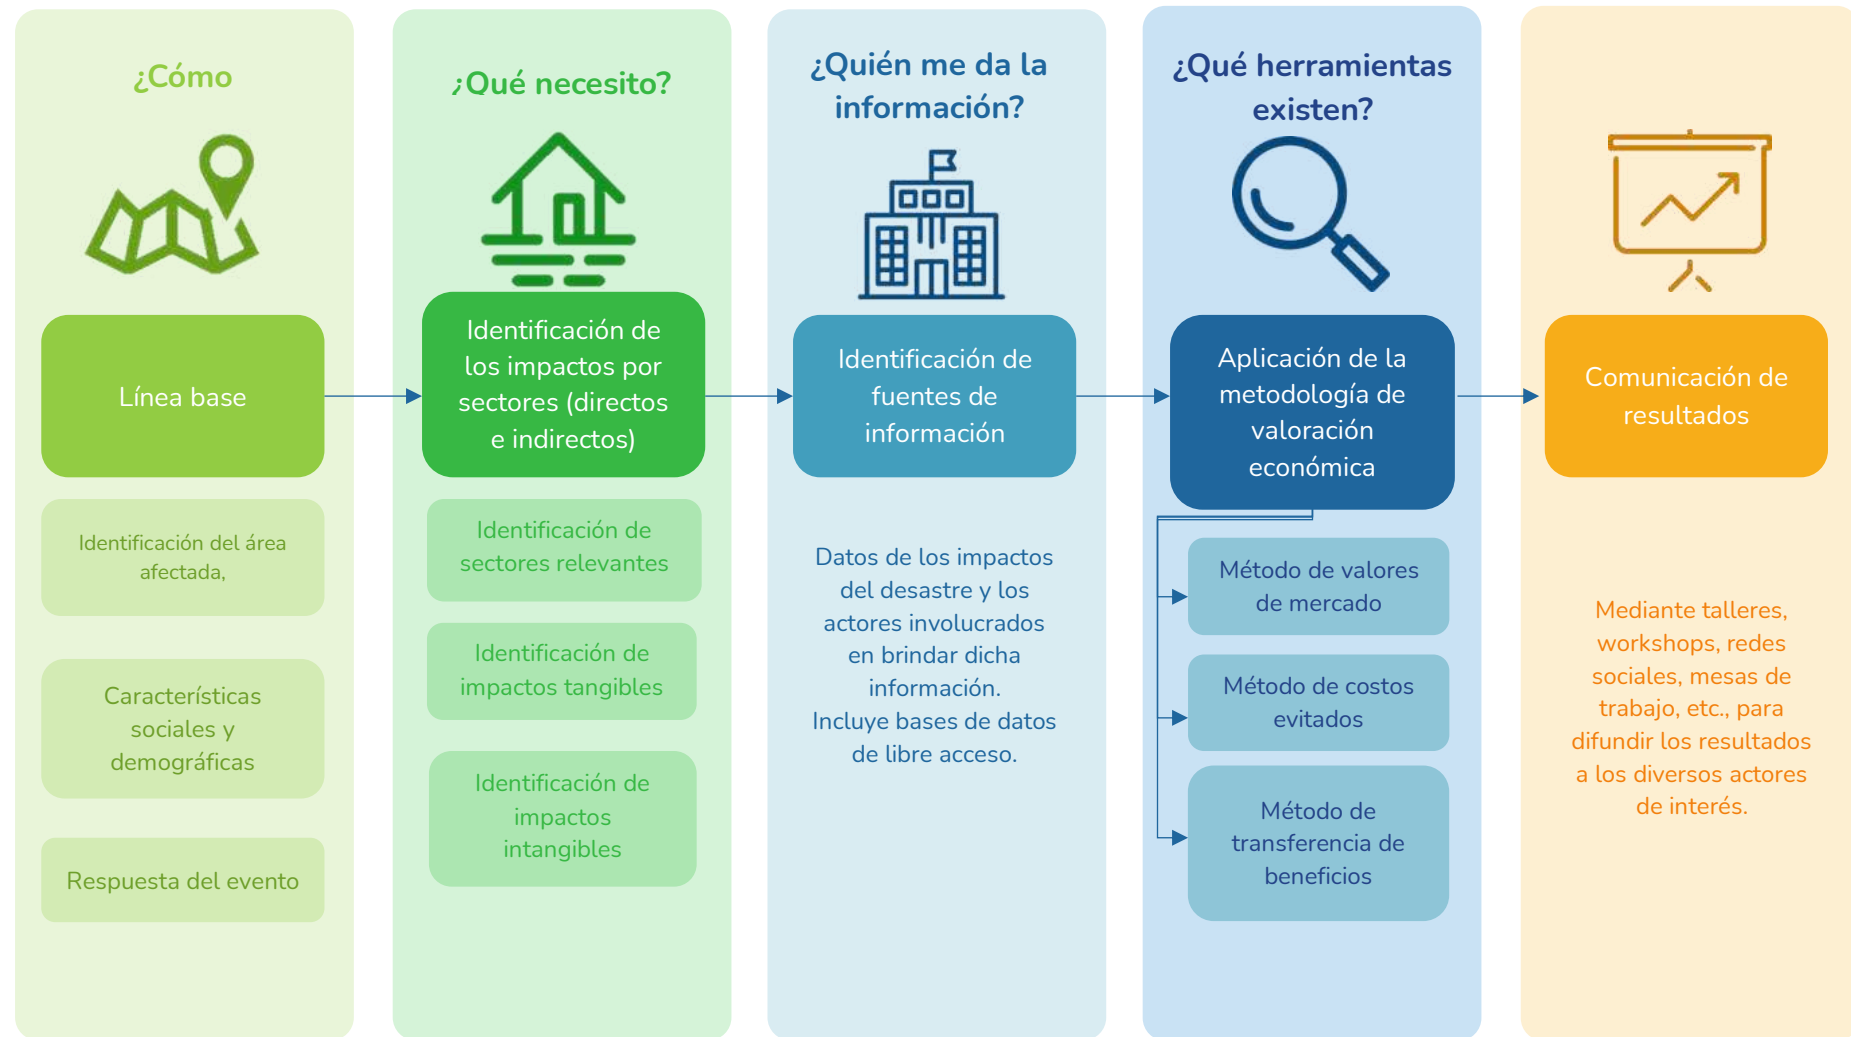 ¿Cómo
Línea base
Identificación del área
afectada,
Características
sociales y
demográficas
Respuesta del evento
¿Qué necesito?
Identificación de
los impactos por
sectores (directos
e indirectos)
Identificación de
sectores relevantes
Identificación de
impactos tangibles
Identificación de
impactos
intangibles
¿Quién me da la
información?
Identificación de
fuentes de
información
Datos de los impactos
del desastre y los
actores involucrados
en brindar dicha
información.
Incluye bases de datos
de libre acceso.
¿Qué herramientas
existen?
Aplicación de la
metodología de
valoración
económica
Método de valores
de mercado
Método de costos
evitados
Método de
transferencia de
beneficios
Comunicación de
resultados
Mediante talleres,
workshops, redes
sociales, mesas de
trabajo, etc., para
difundir los resultados
a los diversos actores
de interés.